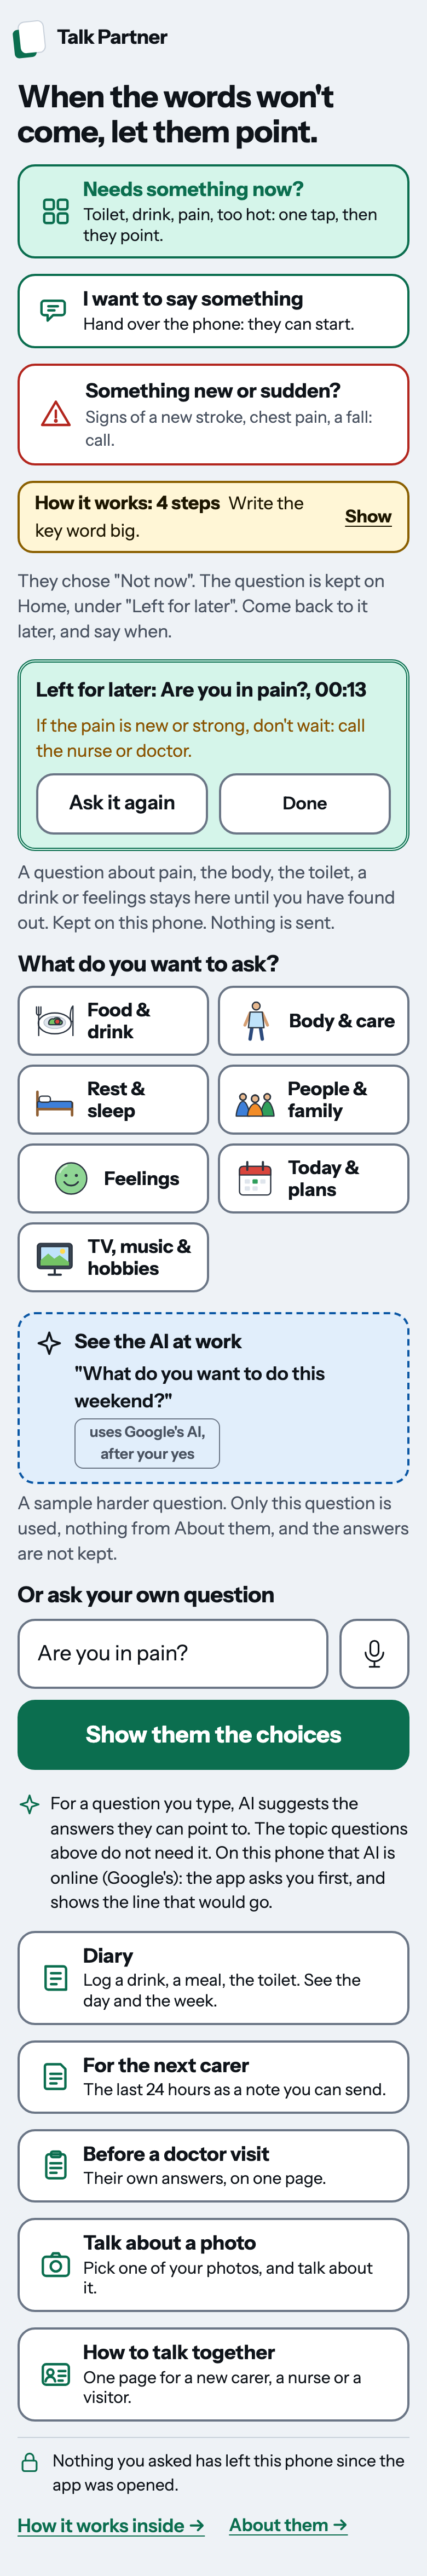 Talk Partner
When the words won't
come, let them point.
Needs something now?
Toilet, drink, pain, too hot: one tap, then
they point.
I want to say something
Hand over the phone: they can start.
Something new or sudden?
Signs of a new stroke, chest pain, a fall:
call.
How it works: 4 steps Write the
key word big.
Show
They chose "Not now". The question is kept on
Home, under "Left for later". Come back to it
later, and say when.
Left for later: Are you in pain?, 00:13
If the pain is new or strong, don't wait: call
the nurse or doctor.
Ask it again
Done
A question about pain, the body, the toilet, a
drink or feelings stays here until you have found
out. Kept on this phone. Nothing is sent.
What do you want to ask?
Food &
drink
Body & care
Rest &
sleep
People &
family
Feelings
Today &
plans
TV, music &
hobbies
See the AI at work
"What do you want to do this
weekend?"
uses Google's AI,
after your yes
A sample harder question. Only this question is
used, nothing from About them, and the answers
are not kept.
Or ask your own question
Are you in pain?
Show them the choices
For a question you type, AI suggests the
answers they can point to. The topic questions
above do not need it. On this phone that AI is
online (Google's): the app asks you first, and
shows the line that would go.
Diary
Log a drink, a meal, the toilet. See the
day and the week.
For the next carer
The last 24 hours as a note you can send.
Before a doctor visit
Their own answers, on one page.
Talk about a photo
Pick one of your photos, and talk about
it.
How to talk together
One page for a new carer, a nurse or a
visitor.
Nothing you asked has left this phone since the
app was opened.
How it works inside →
About them →